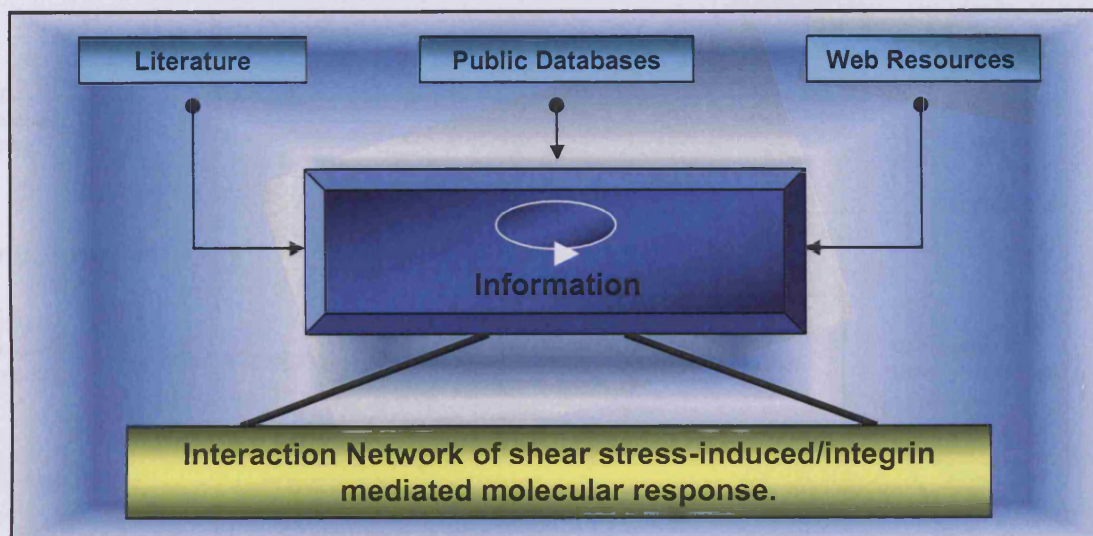 Literature
Public Databases
Web Resources
Information
Interaction Network of shear stress-induced/integrin
mediated molecular response.